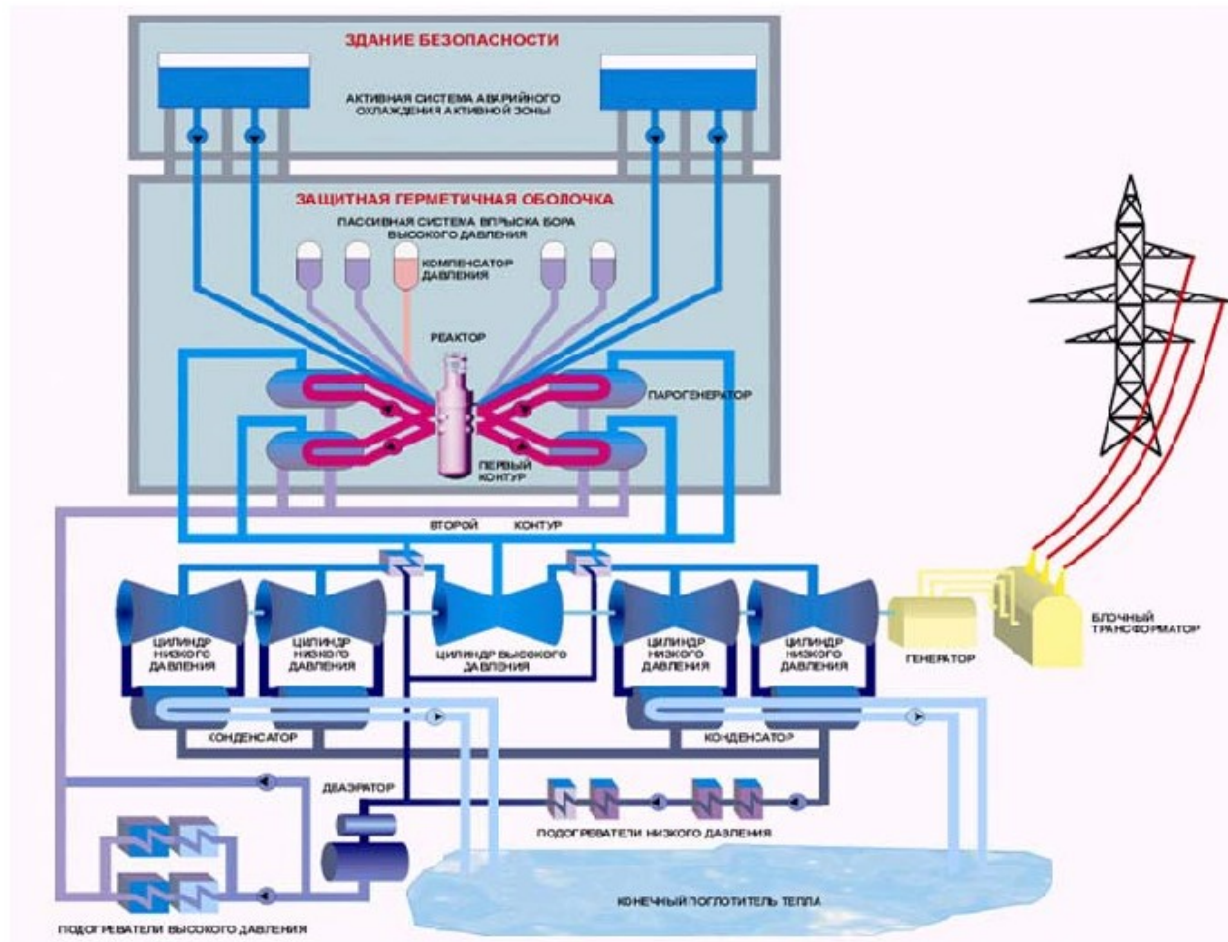 ЗДАНИЕ БЕЗОПАСНОСТИ
АКТИВНАЯ СИСТЕМА АВАРИЙНОГО
ОХЛАЖДЕНИЯ АКТИВНОЙ ЗОНЫ
ЗАЩИТНАЯ ГЕРМЕТИЧНАЯ ОБОЛОЧКА
ПАССИВНАЯ СИСТЕМА ВПРЫСКА БОРА
ВЫСОКОГО ДАВЛЕНИЯ
КОМПЕНСАТОР
ДАВЛЕНИЯ
РЕАКТОР
ПАРОГЕНЕРАТОР
ПЕРВЫЙ
КОНТУР
ВТОРОЙ КОНТУР
ЦИЛИНДР
НИЗКОГО
ДАВЛЕНИЯ
ЦИЛИНДР
НИЗКОГО
ДАВЛЕНИЯ
ЦИЛИНДР ВЫСОКОГО
ДАВЛЕНИЯ
ЦИЛИНДР
НИЗКОГО
ДАВЛЕНИЯ
ЦИЛИНДР
НИЗКОГО
ДАВЛЕНИЯ
ГЕНЕРАТОР
БЛОЧНЫЙ
ТРАНСФОРМАТОР
КОНДЕНСАТОР
КОНДЕНСАТОР
ДЕАЭРАТОР
ПОДОГРЕВАТЕЛИ НИЗКОГО ДАВЛЕНИЯ
КОНЕЧНЫЙ ПОГЛОТИТЕЛЬ ТЕПЛА
ПОДОГРЕВАТЕЛИ ВЫСОКОГО ДАВЛЕНИЯ